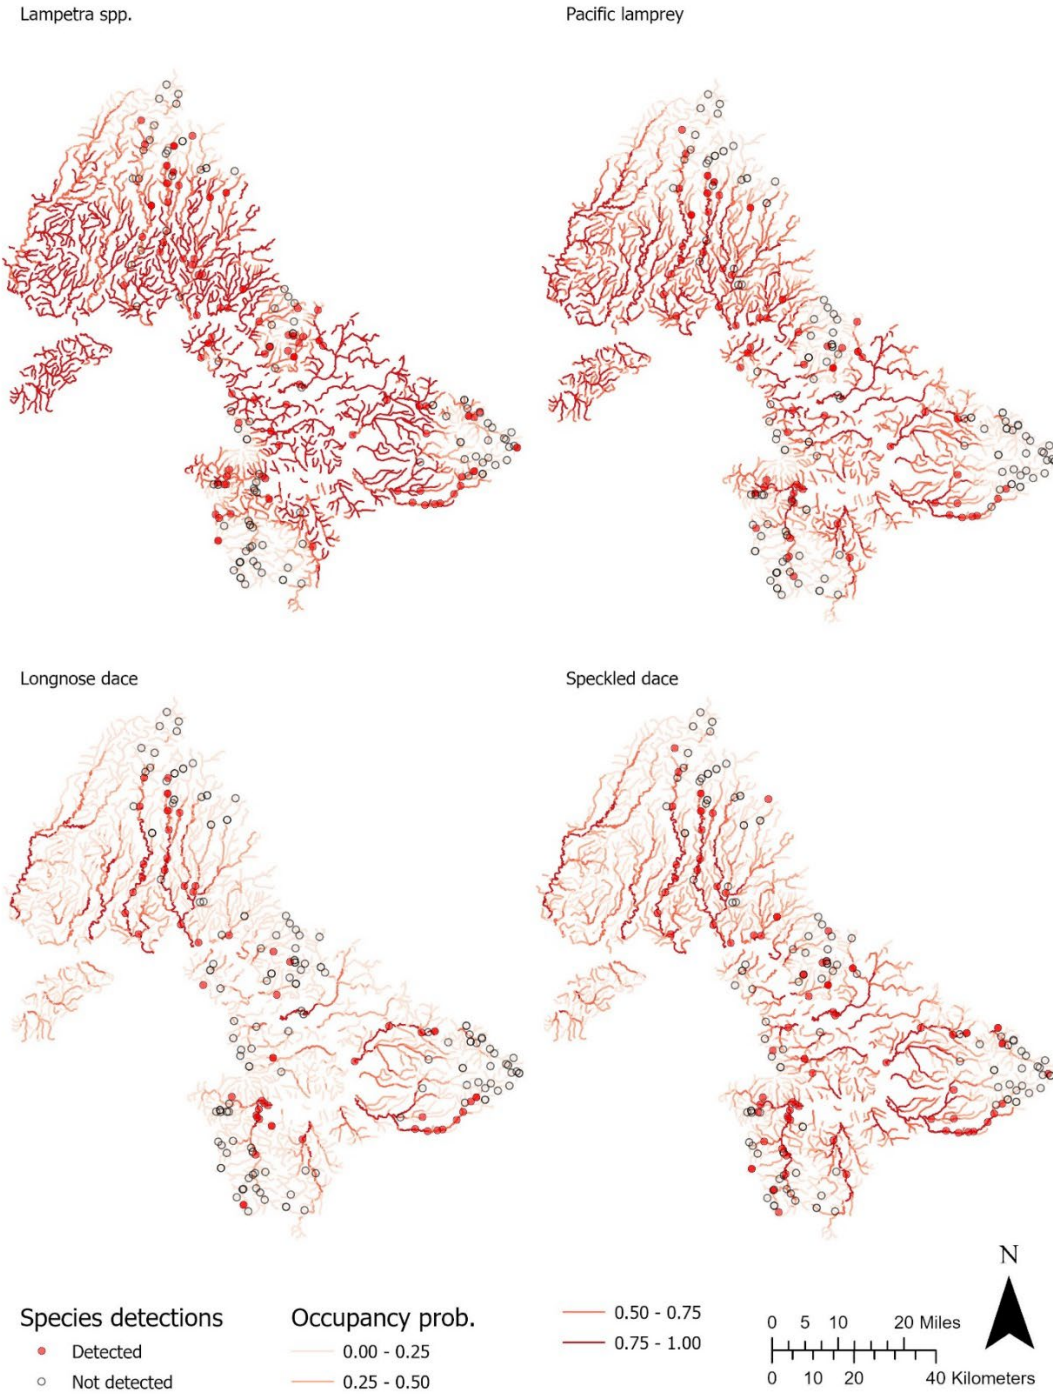 Lampetra spp.
Pacific lamprey
Longnose dace
Speckled dace
Species detections
Detected
Not detected
Occupancy prob.
0.00 - 0.25
0.25 - 0.50
0.50 - 0.75
0.75 - 1.00
0 5 10 20 Miles
0 10 20 40 Kilometers
N